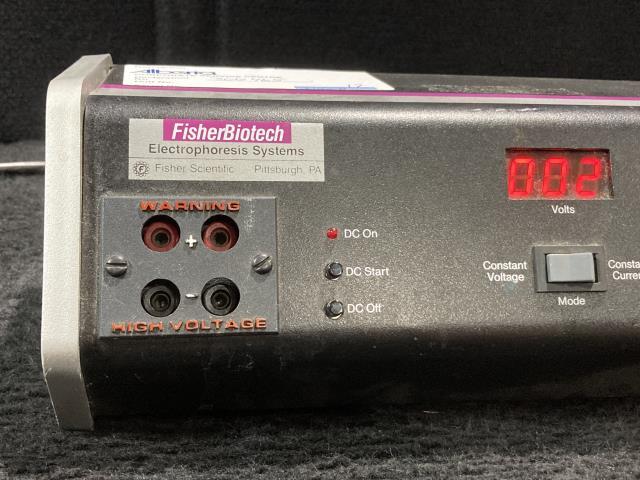 Alberta
FisherBiotech
Electrophoresis Systems
F Fisher Scientific Pittsburgh, PA
WARNING
+
-
HIGH VOLTAGE
DC On
DC Start
DC Off
002
Volts
Constant
Voltage
Mode